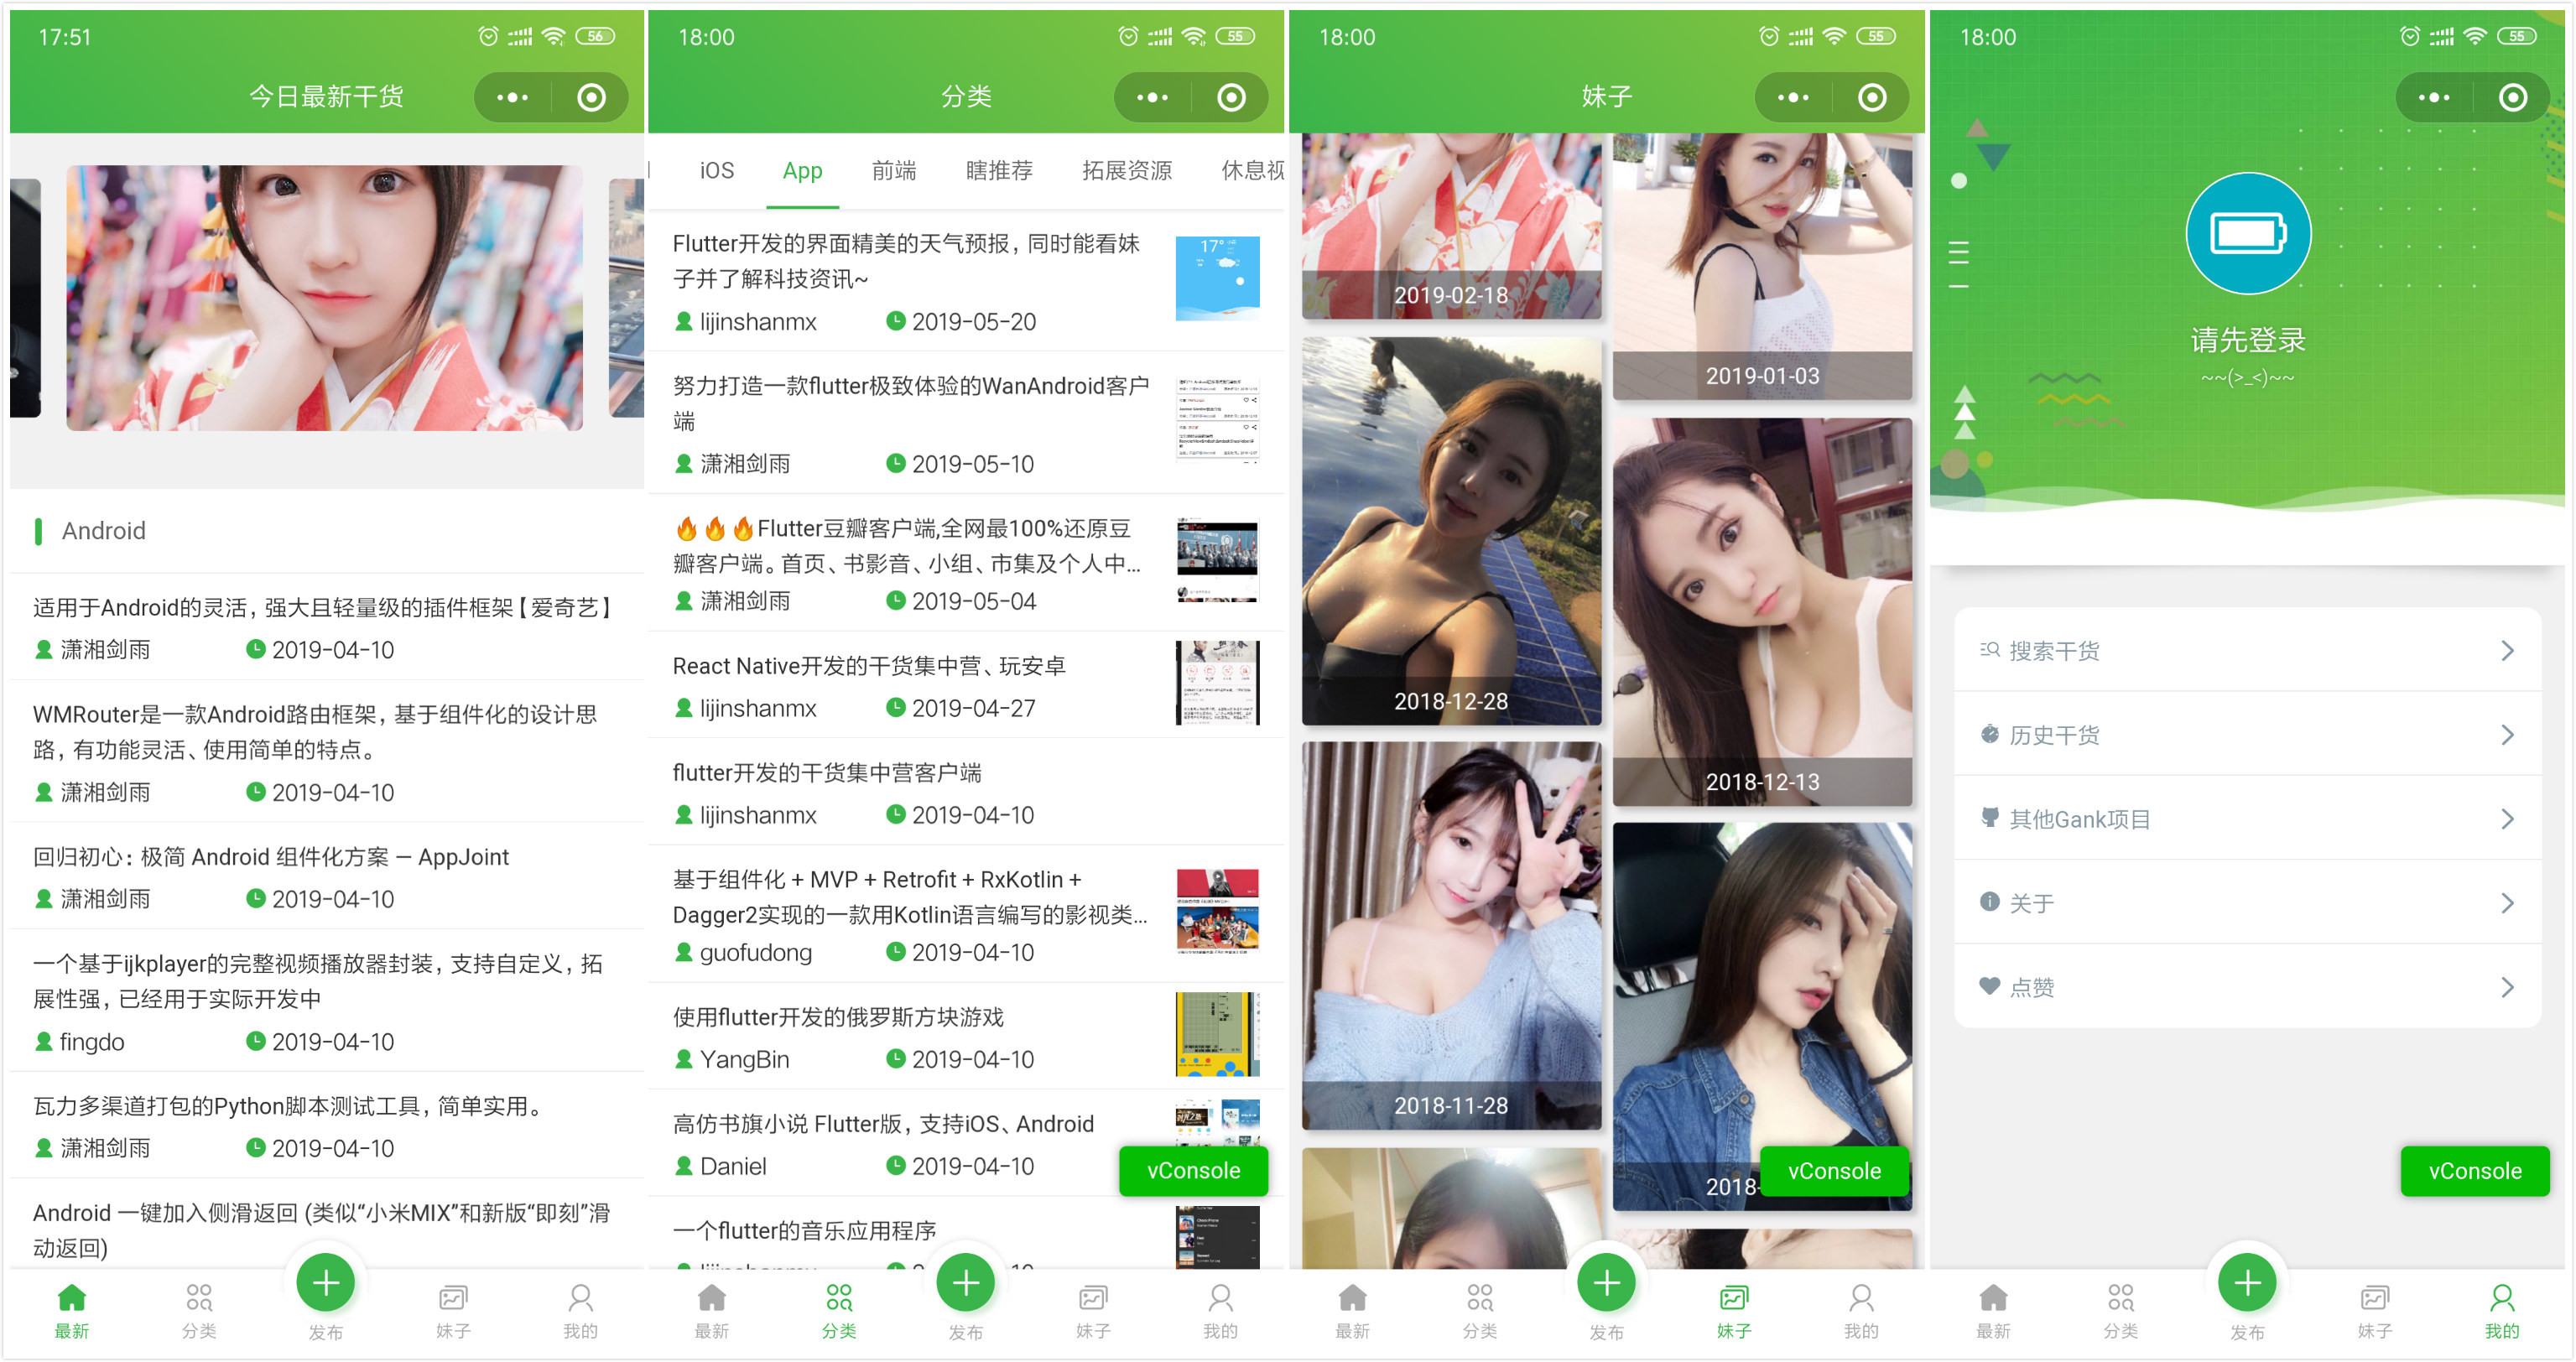 17:51
56
今日最新干货
Android
适用于Android的灵活，强大且轻量级的插件框架【爱奇艺】
潇湘剑雨
2019-04-10
WMRouter是一款Android路由框架，基于组件化的设计思
路，有功能灵活、使用简单的特点。
潇湘剑雨
2019-04-10
回归初心：极简 Android 组件化方案 — AppJoint
潇湘剑雨
2019-04-10
一个基于ijkplayer的完整视频播放器封装，支持自定义，拓
展性强，已经用于实际开发中
fingdo
2019-04-10
瓦力多渠道打包的Python脚本测试工具，简单实用。
潇湘剑雨
2019-04-10
Android 一键加入侧滑返回 (类似“小米MIX”和新版“即刻”滑
动返回)
最新
分类
发布
妹子
我的
18:00
55
分类
iOS
App
前端
瞎推荐
拓展资源
休息视
Flutter开发的界面精美的天气预报，同时能看妹
子并了解科技资讯~
lijinshanmx
2019-05-20
17°
努力打造一款flutter极致体验的WanAndroid客户
端
潇湘剑雨
2019-05-10
🔥🔥🔥Flutter豆瓣客户端,全网最100%还原豆
瓣客户端。首页、书影音、小组、市集及个人中...
潇湘剑雨
2019-05-04
React Native开发的干货集中营、玩安卓
lijinshanmx
2019-04-27
flutter开发的干货集中营客户端
lijinshanmx
2019-04-10
基于组件化 + MVP + Retrofit + RxKotlin +
Dagger2实现的一款用Kotlin语言编写的影视类...
guofudong
2019-04-10
使用flutter开发的俄罗斯方块游戏
YangBin
2019-04-10
高仿书旗小说 Flutter版，支持iOS、Android
Daniel
2019-04-10
vConsole
一个flutter的音乐应用程序
最新
分类
发布
妹子
我的
18:00
55
妹子
2019-02-18
2019-01-03
2018-12-28
2018-12-13
2018-11-28
2018-
vConsole
最新
分类
发布
妹子
我的
18:00
55
请先登录
~~(>_<)~~
搜索干货
历史干货
其他Gank项目
关于
点赞
vConsole
最新
分类
发布
妹子
我的